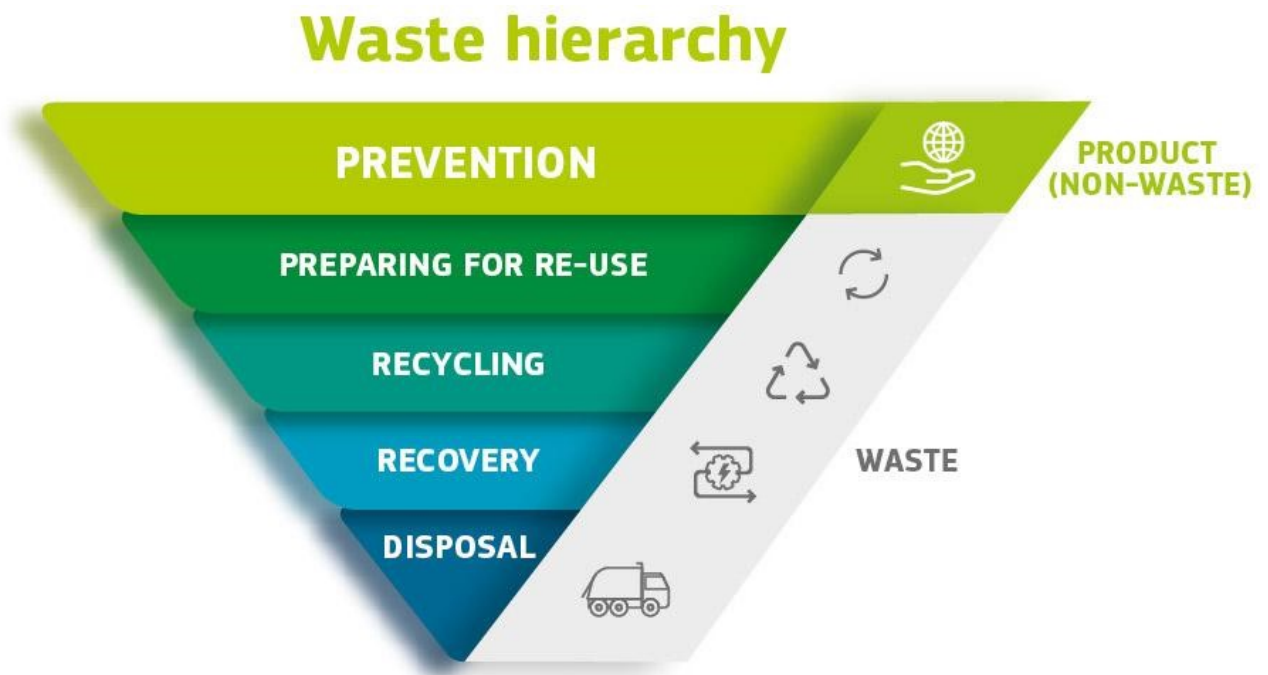 Waste hierarchy
PREVENTION
PRODUCT
(NON-WASTE)
PREPARING FOR RE-USE
RECYCLING
RECOVERY
WASTE
DISPOSAL